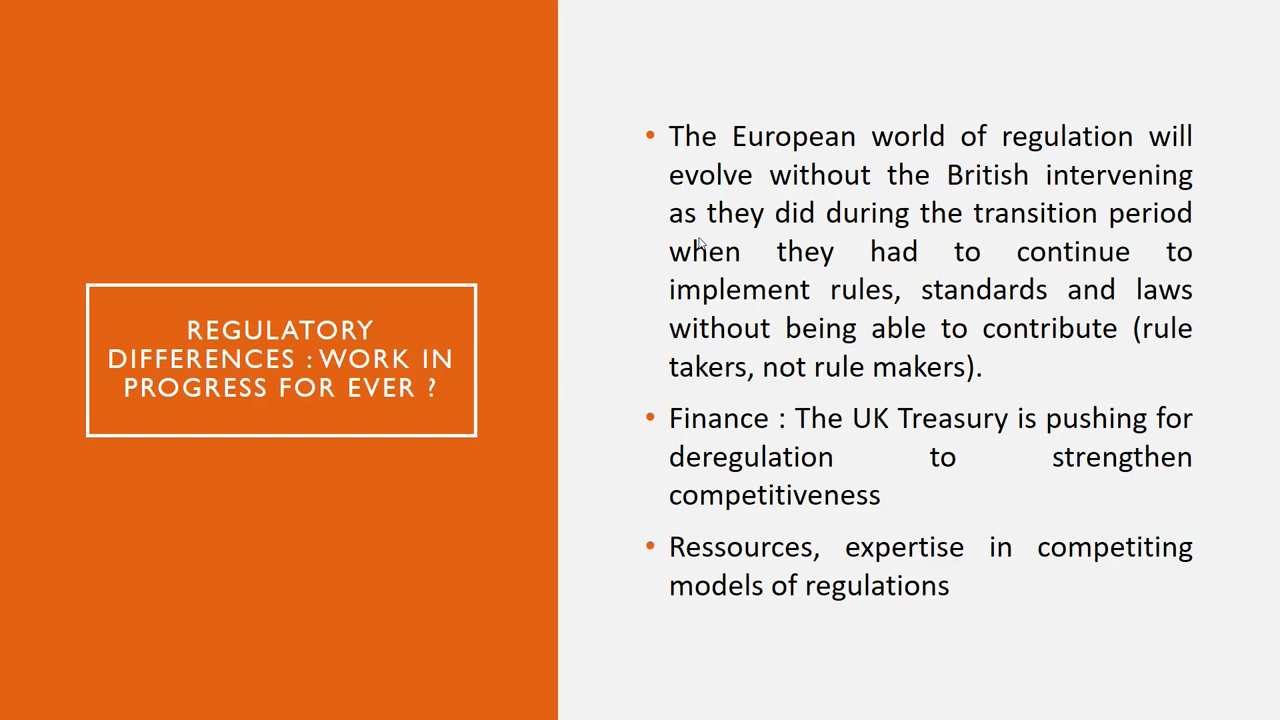 REGULATORY
DIFFERENCES : WORK IN
PROGRESS FOR EVER ?
• The European world of regulation will
evolve without the British intervening
as they did during the transition period
when they had to continue to
implement rules, standards and laws
without being able to contribute (rule
takers, not rule makers).
• Finance : The UK Treasury is pushing for
deregulation to strengthen
competitiveness
• Ressources, expertise in competiting
models of regulations